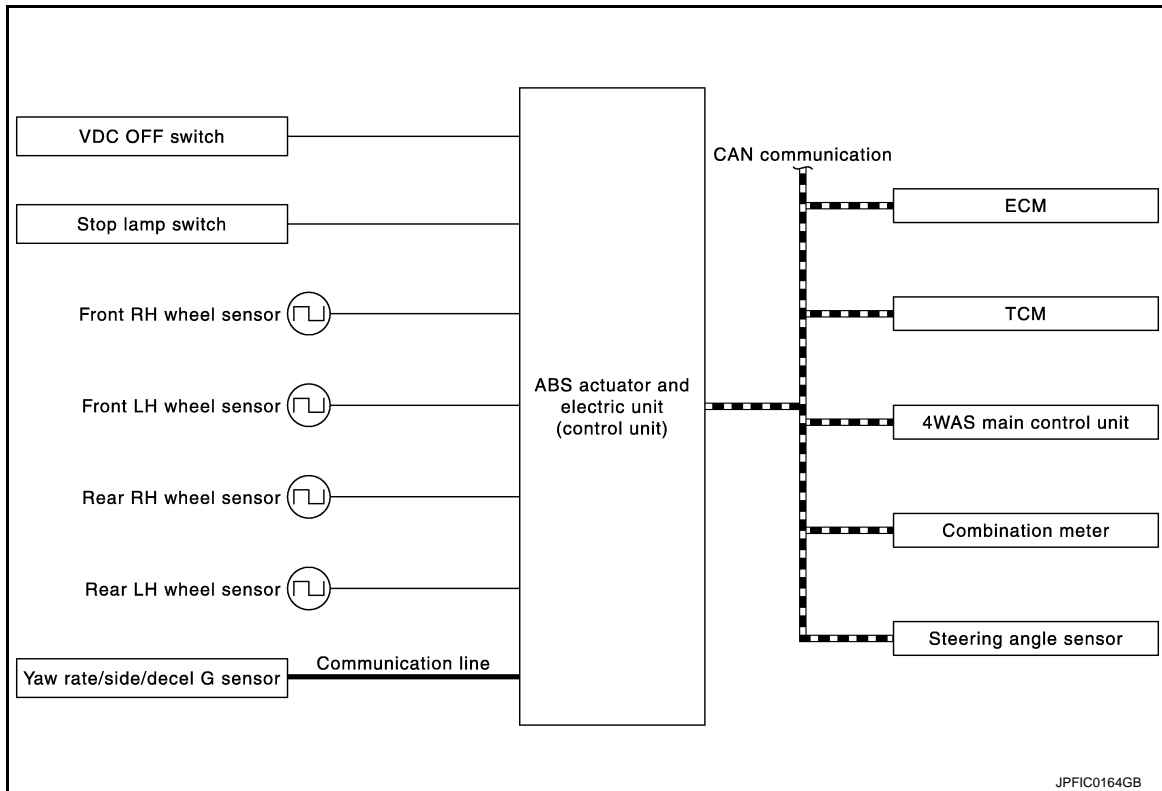 VDC OFF switch
Stop lamp switch
Front RH wheel sensor
Front LH wheel sensor
Rear RH wheel sensor
Rear LH wheel sensor
Yaw rate/side/decel G sensor
Communication line
ABS actuator and
electric unit
(control unit)
CAN communication
ECM
TCM
4WAS main control unit
Combination meter
Steering angle sensor
JPFIC0164GB